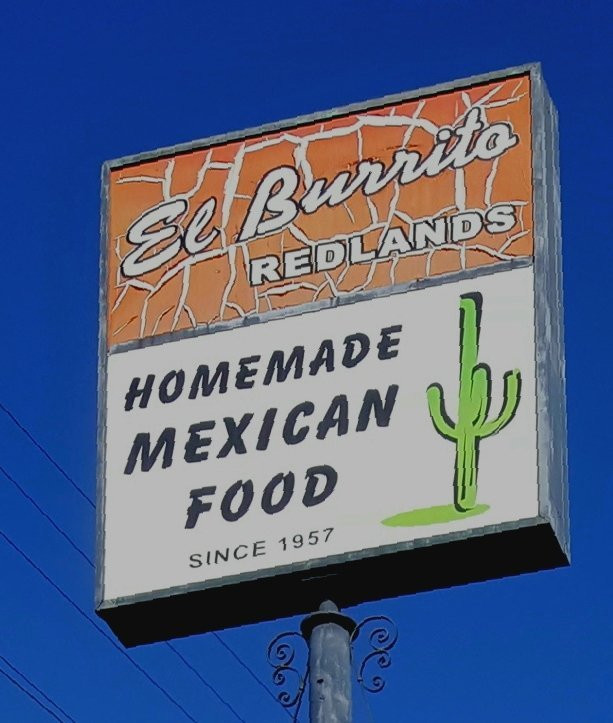 El Burrito
REDLANDS
HOMEMADE
MEXICAN
FOOD
SINCE 1957